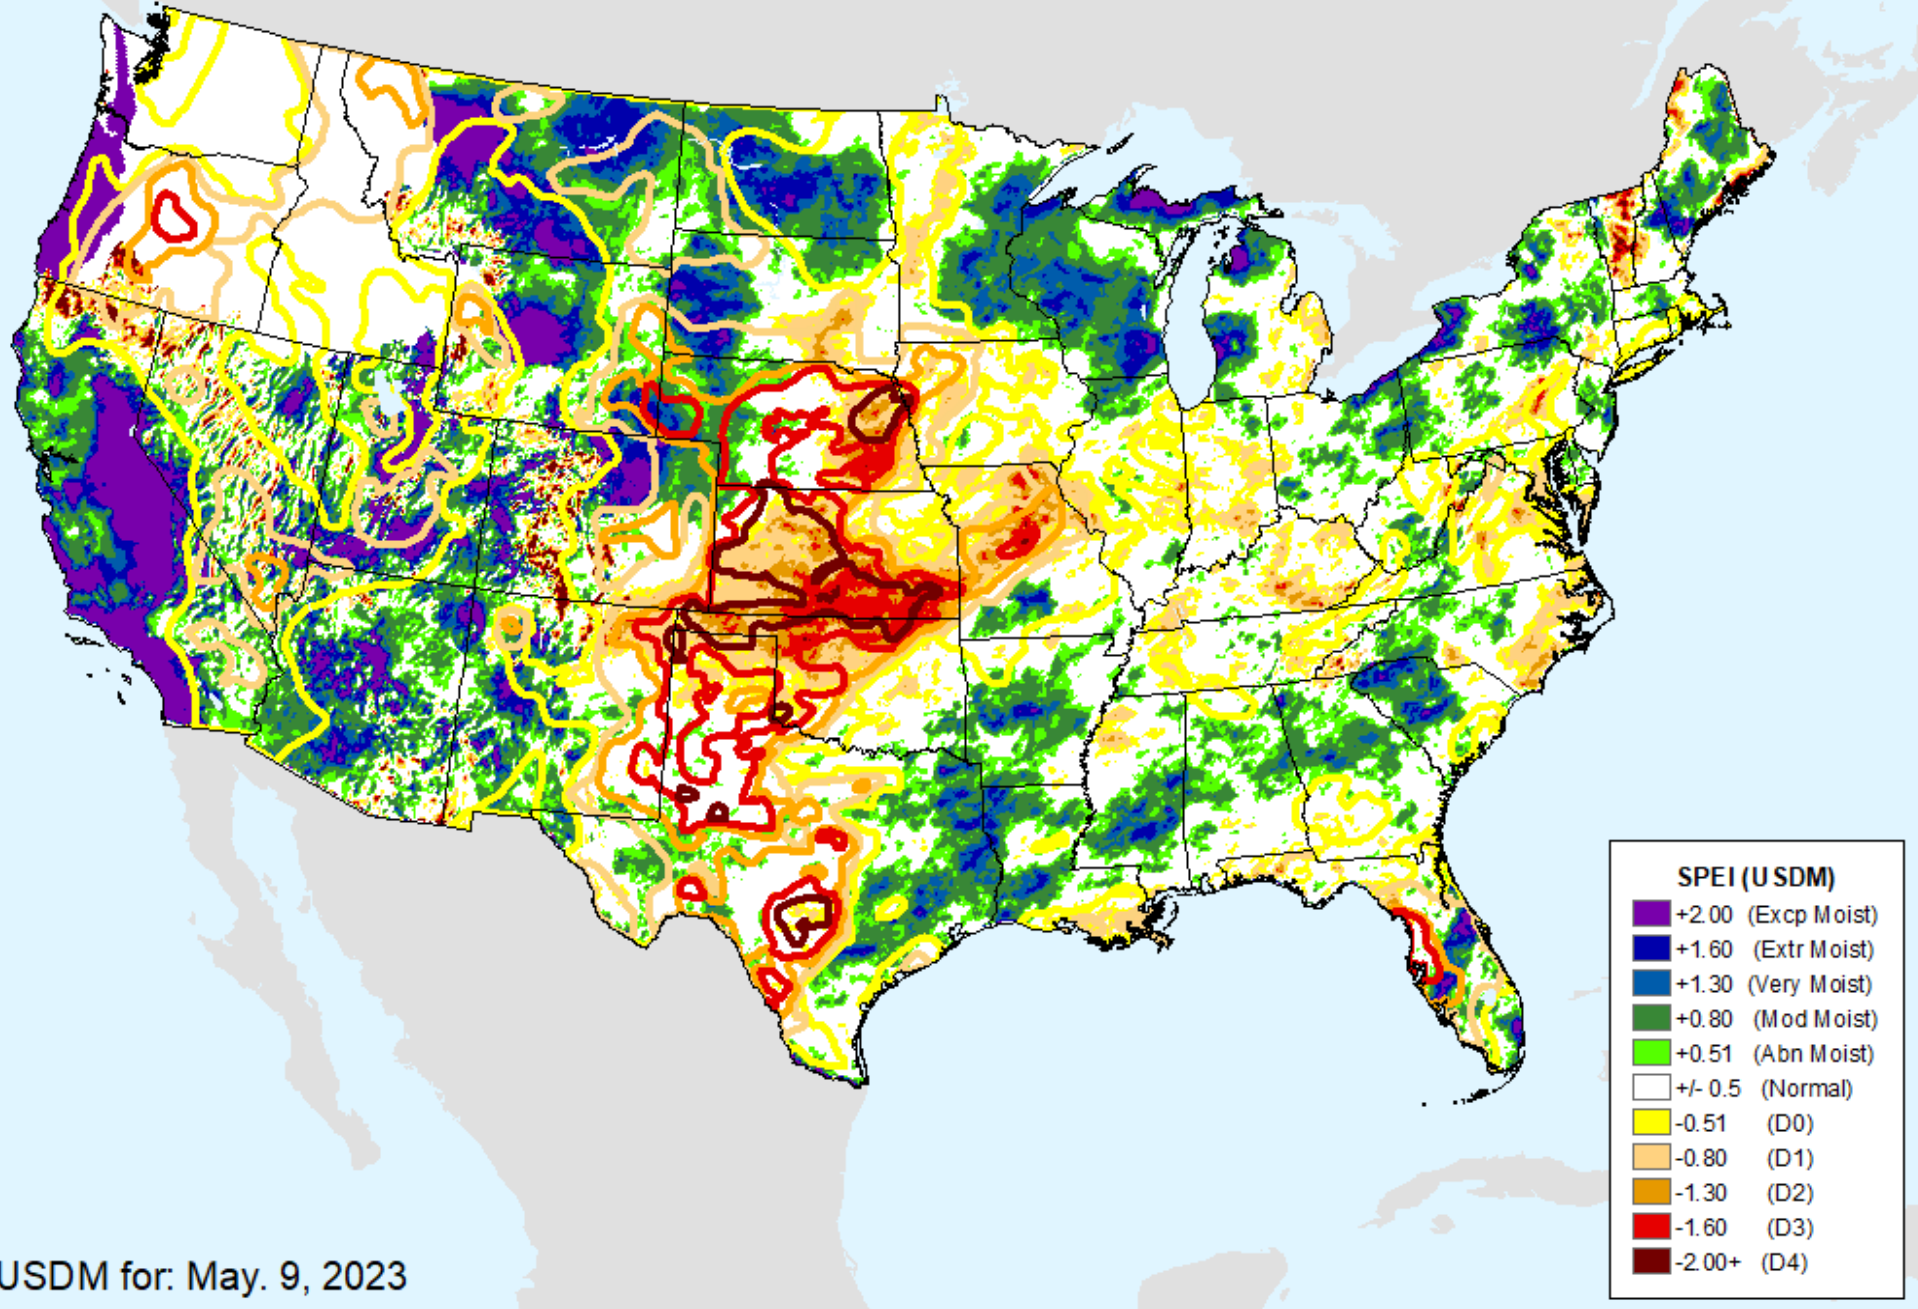 SPEI (USDM)
+2.00 (Excp Moist)
+1.60 (Extr Moist)
+1.30 (Very Moist)
+0.80 (Mod Moist)
+0.51 (Abn Moist)
+/- 0.5 (Normal)
-0.51 (D0)
-0.80 (D1)
-1.30 (D2)
-1.60 (D3)
-2.00+ (D4)
USDM for: May. 9, 2023